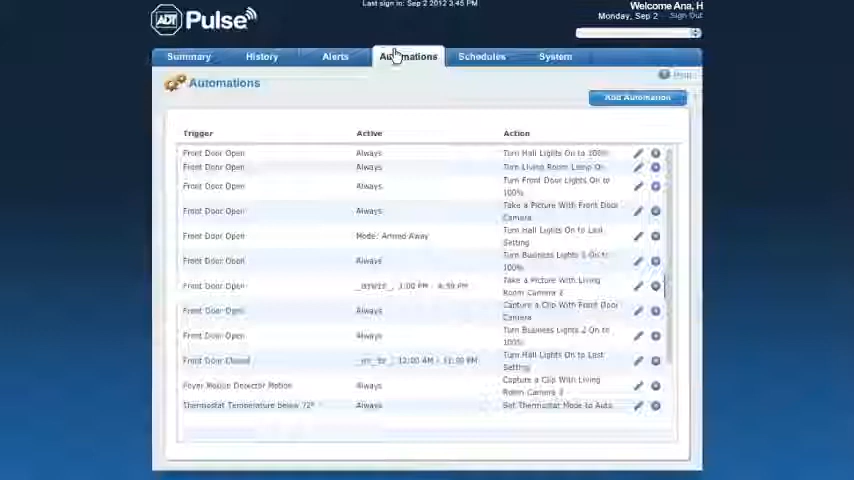 Last sign in: Sep 2 2012 3:45 PM
Welcome Ana, H
ADT Pulse
Monday, Sep 2 · Sign Out
Summary History Alerts Automations Schedules System
Help
Automations
Add Automation
Trigger Active Action
Front Door Open Always Turn Hall Lights On to 100%
Front Door Open Always Turn Living Room Lamp On
Front Door Open Always Turn Front Door Lights On to
100%
Front Door Open Always Take a Picture With Front Door
Camera
Front Door Open Mode: Armed Away Turn Hall Lights On to Last
Setting
Front Door Open Always Turn Business Lights 1 On to
100%
Front Door Open PM Take a Picture With Living
Room Camera 2
Front Door Open Always Capture a Clip With Front Door
Camera
Front Door Open Always Turn Business Lights 2 On to
100%
Front Door Closed 12:00 AM - 11:00 PM Turn Hall Lights On to Last
Setting
Foyer Motion Detector Motion Always Capture a Clip With Living
Room Camera
Thermostat Temperature below 72° Always Set Thermostat Mode to Auto